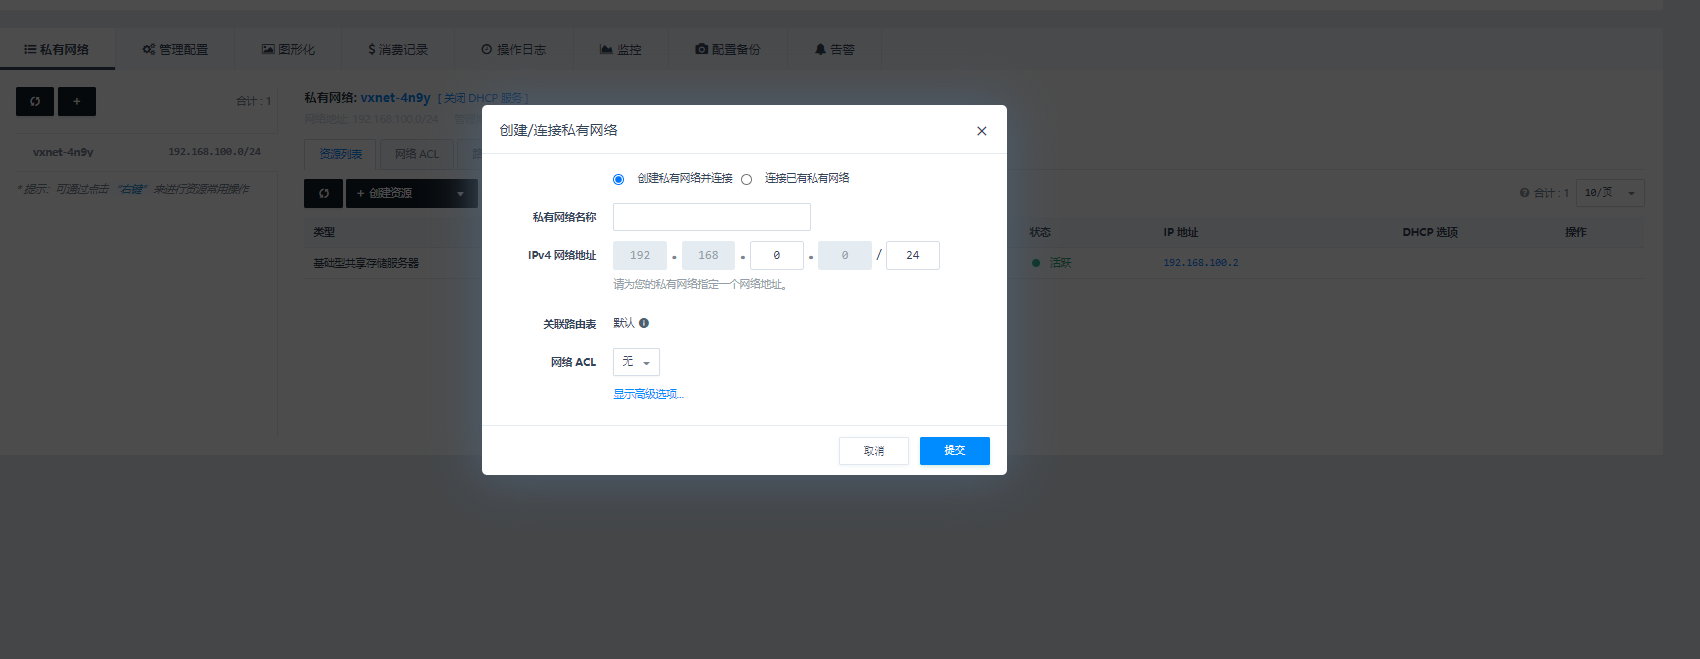 私有网络 管理配置 图形化 $ 消费记录 操作日志 监控 配置备份 告警
+ 合计 : 1
vxnet-4n9y 192.168.100.0/24
* 提示：可通过点击 “右键” 来进行资源常用操作
私有网络: vxnet-4n9y [ 关闭 DHCP 服务 ]
网络地址: 192.168.100.0/24
资源列表 网络 ACL
+ 创建资源 合计 : 1 10/页
类型 状态 IP 地址 DHCP 选项 操作
基础型共享存储服务器 活跃 192.168.100.2
创建/连接私有网络 ×
创建私有网络并连接 连接已有私有网络
私有网络名称
IPv4 网络地址 192 . 168 . 0 . 0 / 24
请为您的私有网络指定一个网络地址。
关联路由表 默认
网络 ACL 无
显示高级选项...
取消 提交